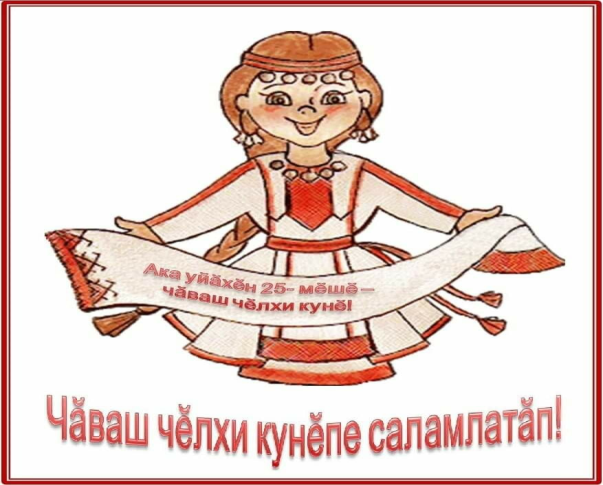 Ака уйӑхӗн 25- мӗшӗ —
чӑваш чӗлхи кунӗ!
Чӑваш чӗлхи кунӗпе саламлатӑп!